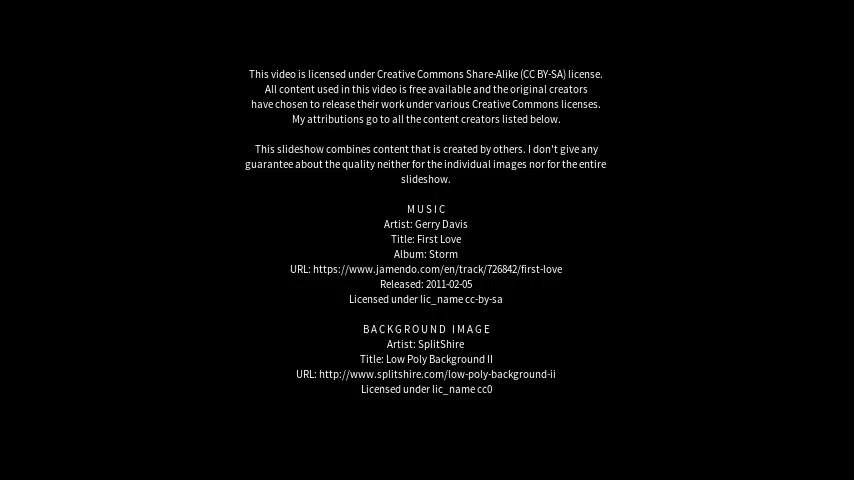 This video is licensed under Creative Commons Share-Alike (CC BY-SA) license.
All content used in this video is free available and the original creators
have chosen to release their work under various Creative Commons licenses.
My attributions go to all the content creators listed below.
This slideshow combines content that is created by others. I don't give any
guarantee about the quality neither for the individual images nor for the entire
slideshow.
MUSIC
Artist: Gerry Davis
Title: First Love
Album: Storm
URL: https://www.jamendo.com/en/track/726842/first-love
Released: 2011-02-05
Licensed under lic_name cc-by-sa
BACKGROUND IMAGE
Artist: SplitShire
Title: Low Poly Background II
URL: http://www.splitshire.com/low-poly-background-ii
Licensed under lic_name cc0